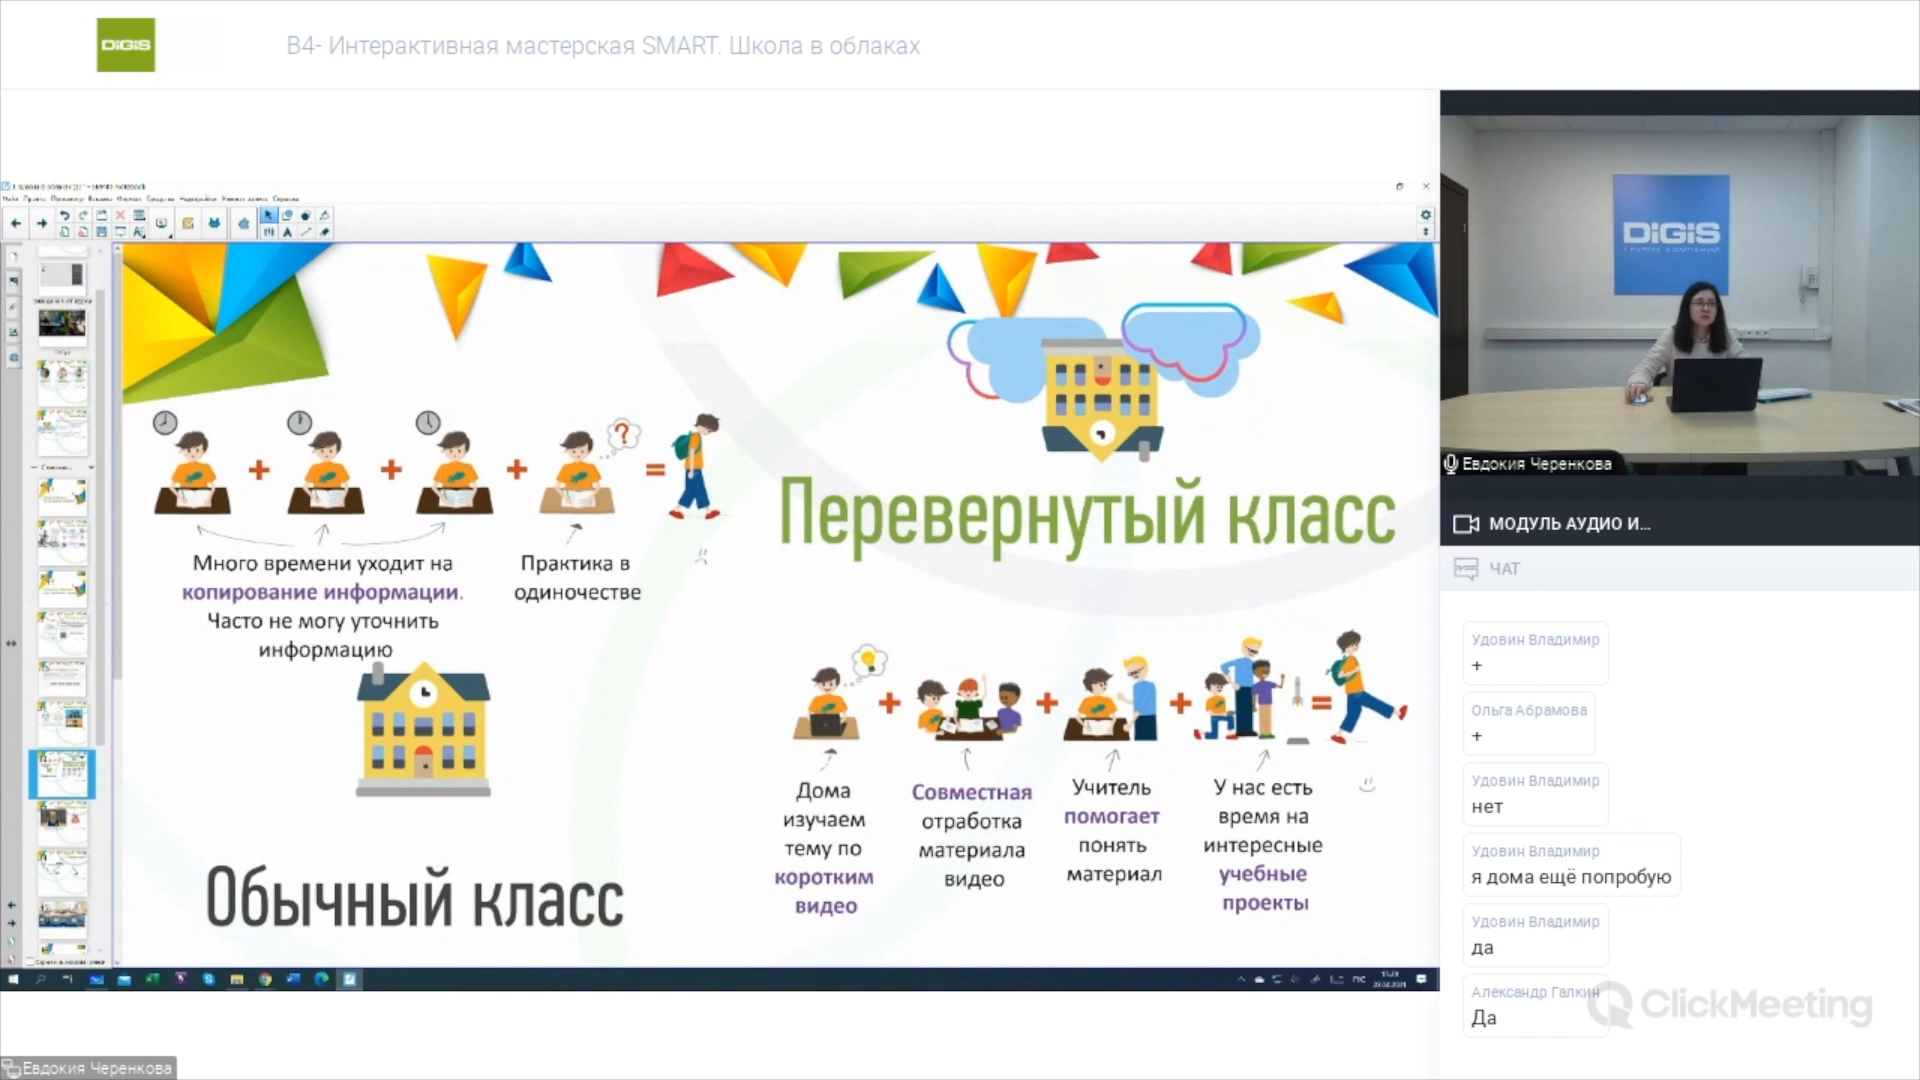 DiGiS
B4- Интерактивная мастерская SMART. Школа в облаках
Много времени уходит на
копирование информации.
Часто не могу уточнить
информацию
Практика в
одиночестве
?
Обычный класс
Перевернутый класс
Дома
изучаем
тему по
коротким
видео
Совместная
отработка
материала
видео
Учитель
помогает
понять
материал
У нас есть
время на
интересные
учебные
проекты
DiGiS
ГРУППА КОМПАНИЙ
Евдокия Черенкова
МОДУЛЬ АУДИО И...
ЧАТ
Удовин Владимир
+
Ольга Абрамова
+
Удовин Владимир
нет
Удовин Владимир
я дома ещё попробую
Удовин Владимир
да
Александр Галкин
Да
ClickMeeting
Евдокия Черенкова